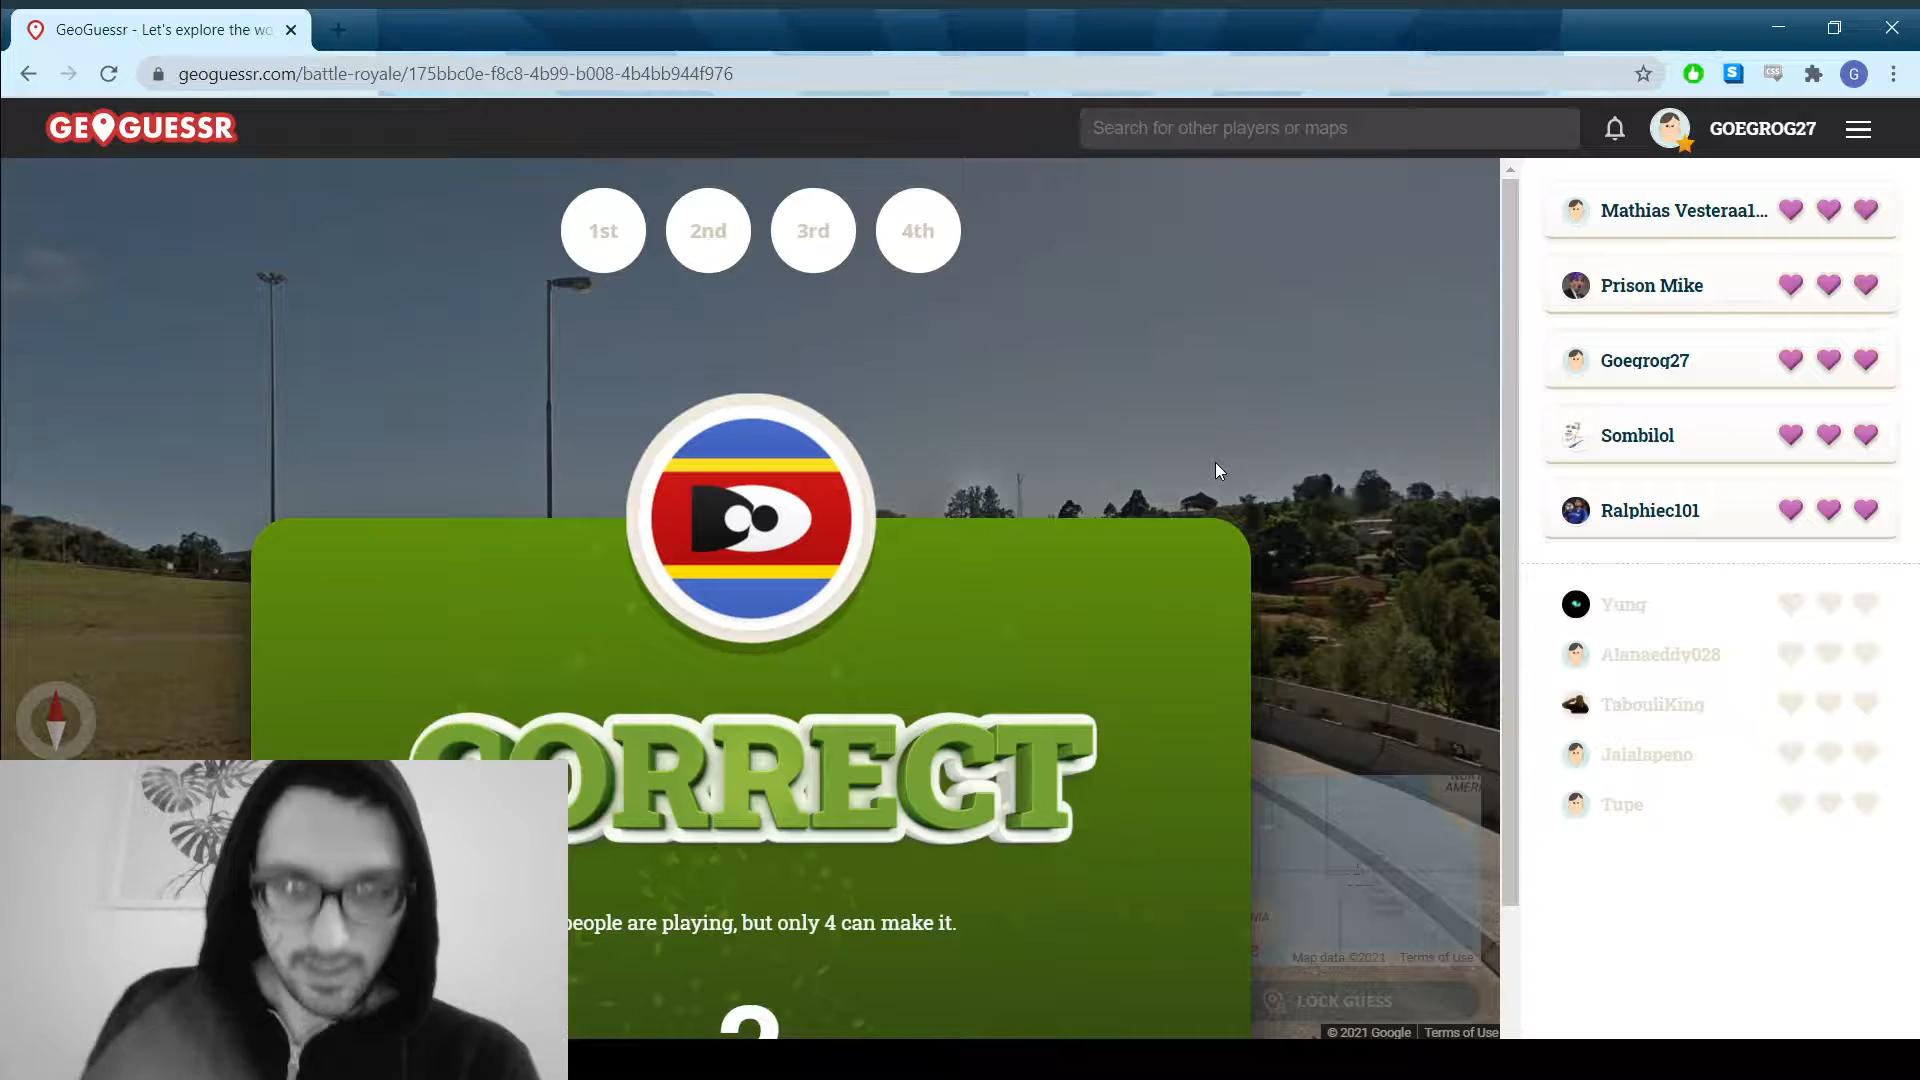 GeoGuessr - Let's explore the wo
geoguessr.com/battle-royale/175bbc0e-f8c8-4b99-b008-4b4bb944f976
S
CSS
G
GEOGUESSR
Search for other players or maps
GOEGROG27
1st
2nd
3rd
4th
Mathias Vesteraa1...
Prison Mike
Goegrog27
Sombilol
Ralphiec101
Yung
Alanaeddy028
TabouliKing
Jalalapeno
Tupe
CORRECT
people are playing, but only 4 can make it.
AMERI
Map data ©2021
Terms of Use
LOCK GUESS
© 2021 Google
Terms of Use